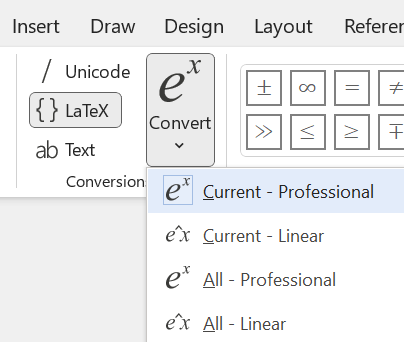 Insert Draw Design Layout Referen
/ Unicode
{} LaTeX
ab Text
e^x
Convert
Conversion
± ∞ = ≠
≫ ≤ ≥ ∓
e^x Current - Professional
e^x Current - Linear
e^x All - Professional
e^x All - Linear